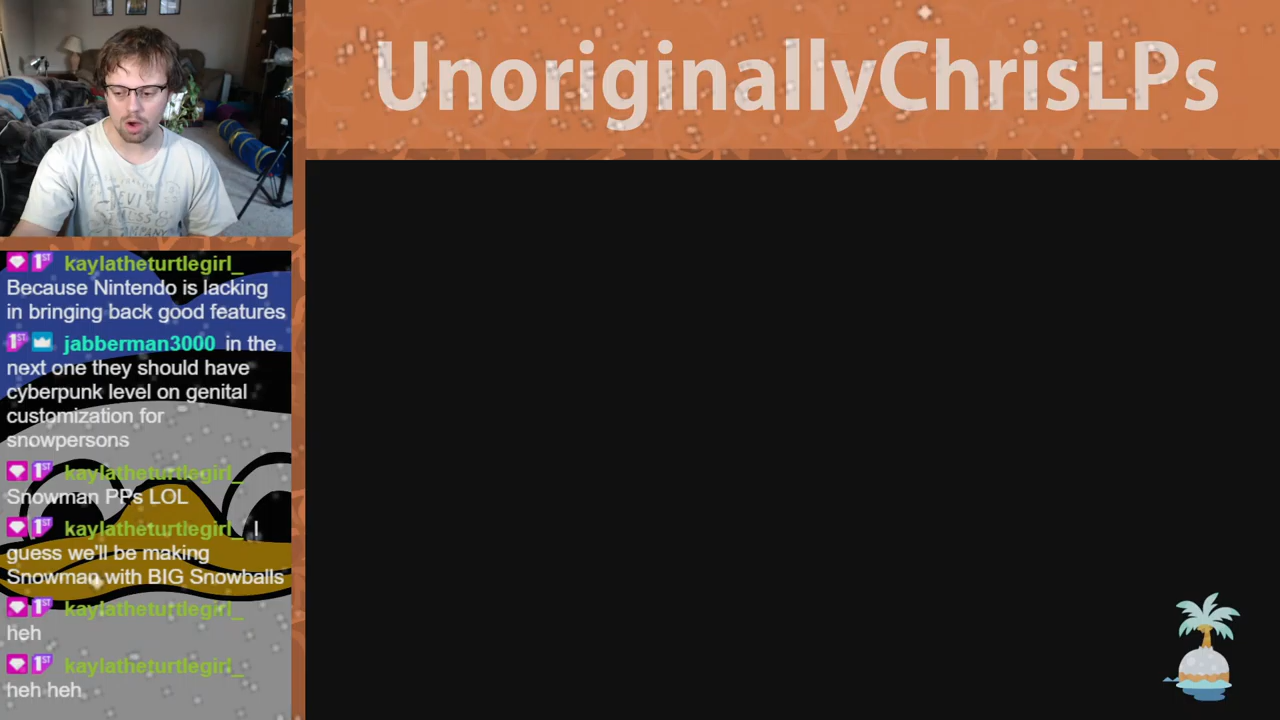 UnoriginallyChrisLPs
kaylatheturtlegirl_
Because Nintendo is lacking
in bringing back good features
jabberman3000 in the
next one they should have
cyberpunk level on genital
customization for
snowpersons
kaylatheturtlegirl_
Snowman PPs LOL
kaylatheturtlegirl_ I
guess we'll be making
Snowman with BIG Snowballs
kaylatheturtlegirl_
heh
kaylatheturtlegirl_
heh heh